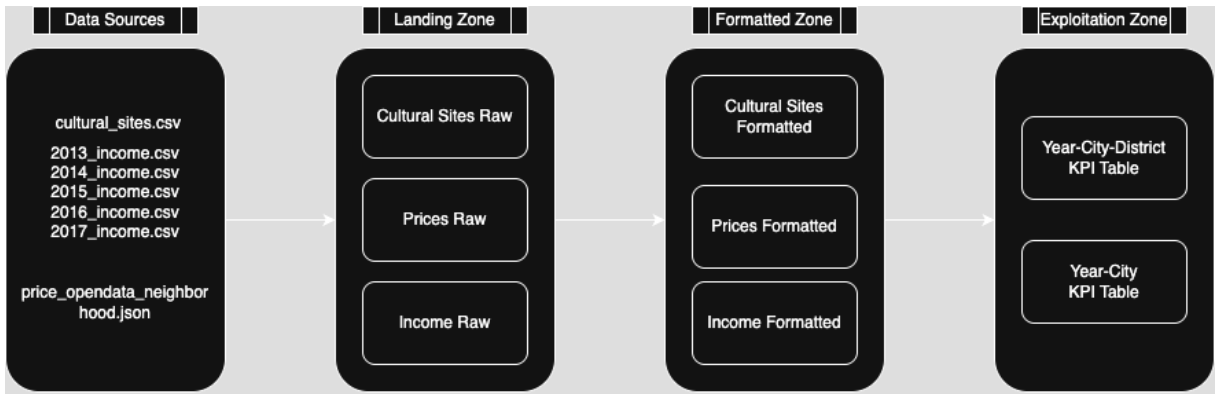 Data Sources
Landing Zone
Formatted Zone
Exploitation Zone
cultural_sites.csv
2013_income.csv
2014_income.csv
2015_income.csv
2016_income.csv
2017_income.csv
price_opendata_neighbor
hood.json
Cultural Sites Raw
Prices Raw
Income Raw
Cultural Sites
Formatted
Prices Formatted
Income Formatted
Year-City-District
KPI Table
Year-City
KPI Table